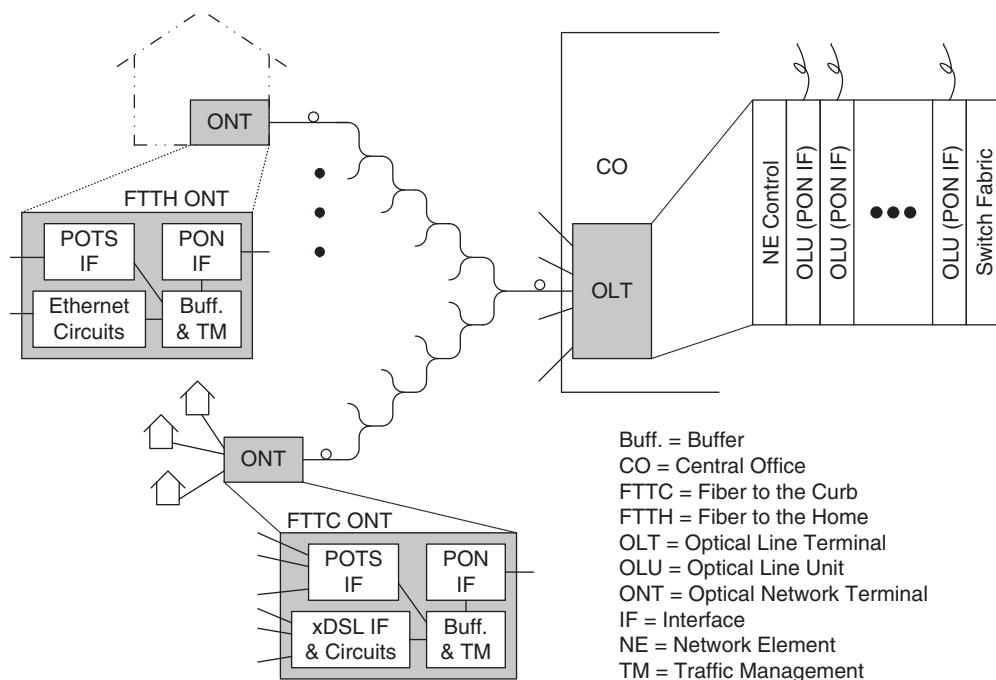 ONT
FTTH ONT
POTS
IF
PON
IF
Ethernet
Circuits
Buff.
& TM
CO
OLT
NE Control
OLU (PON IF)
OLU (PON IF)
OLU (PON IF)
Switch Fabric
ONT
FTTC ONT
POTS
IF
PON
IF
xDSL IF
& Circuits
Buff.
& TM
Buff. = Buffer
CO = Central Office
FTTC = Fiber to the Curb
FTTH = Fiber to the Home
OLT = Optical Line Terminal
OLU = Optical Line Unit
ONT = Optical Network Terminal
IF = Interface
NE = Network Element
TM = Traffic Management